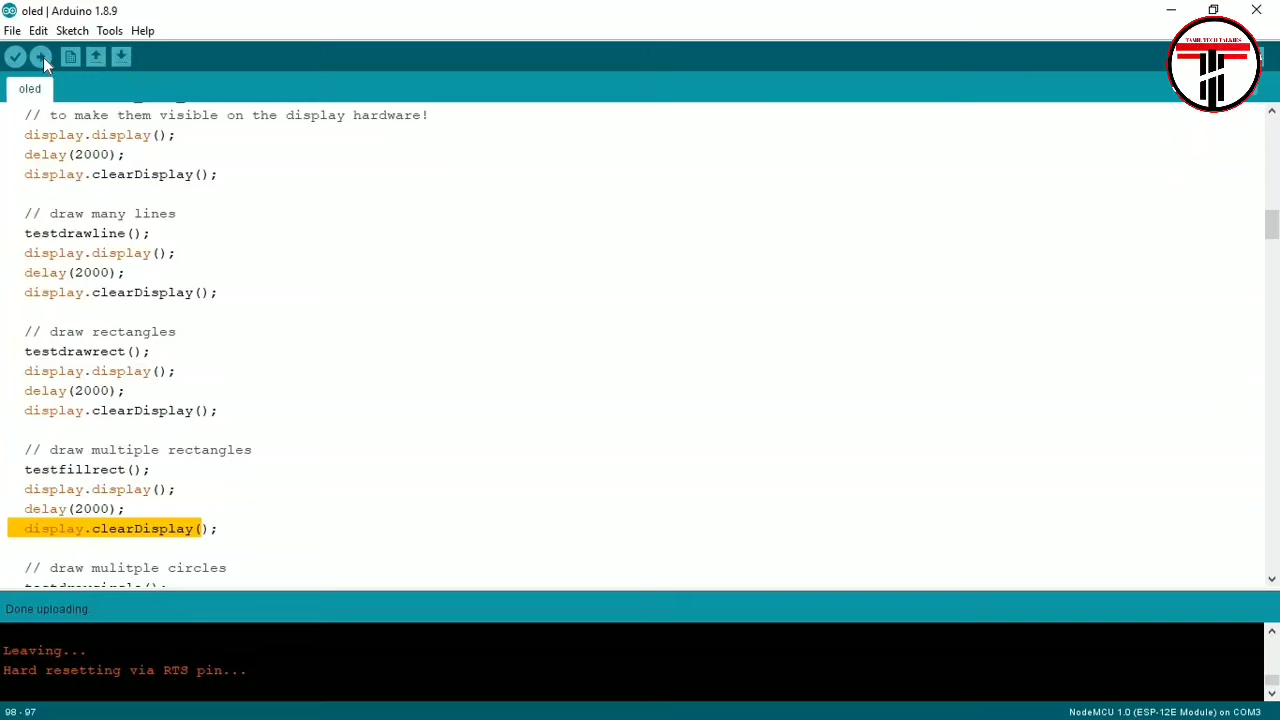 oled | Arduino 1.8.9
File Edit Sketch Tools Help
TAMIL TECH TALKIES
oled
// to make them visible on the display hardware!
display.display();
delay(2000);
display.clearDisplay();
// draw many lines
testdrawline();
display.display();
delay(2000);
display.clearDisplay();
// draw rectangles
testdrawrect();
display.display();
delay(2000);
display.clearDisplay();
// draw multiple rectangles
testfillrect();
display.display();
delay(2000);
display.clearDisplay();
// draw mulitple circles
Done uploading.
Leaving...
Hard resetting via RTS pin...
98 - 97
NodeMCU 1.0 (ESP-12E Module) on COM3